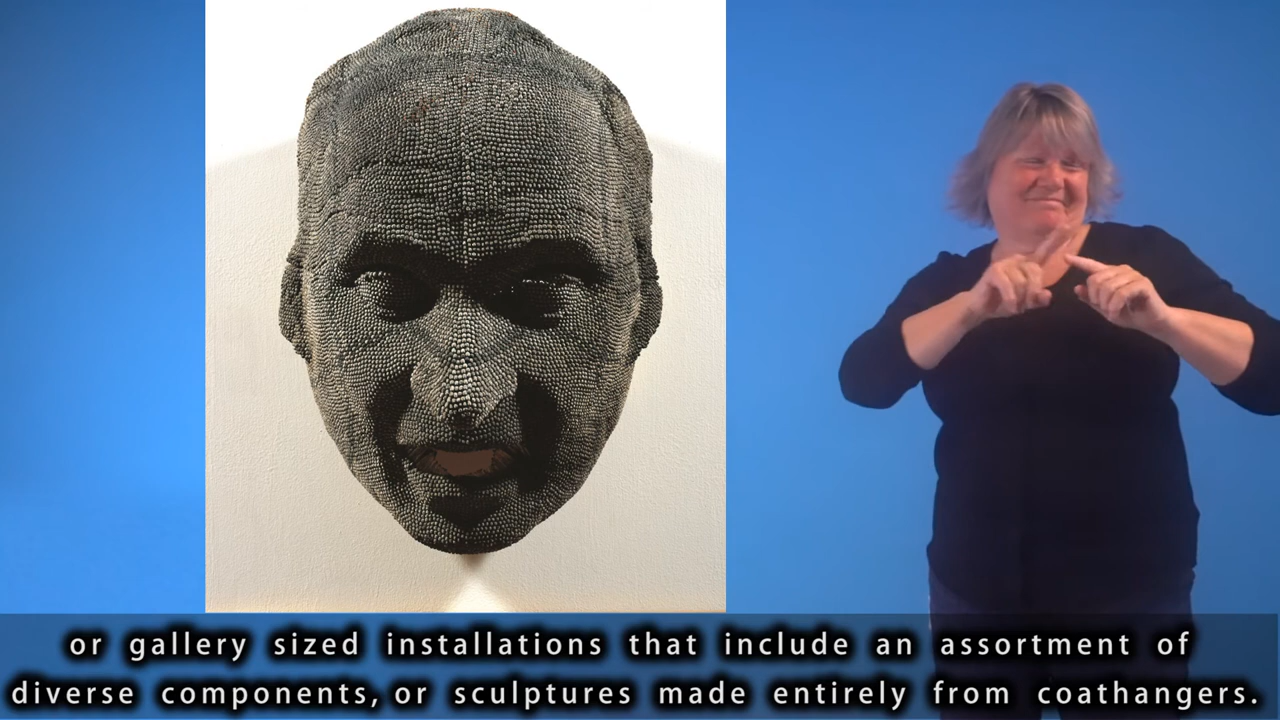 or gallery sized installations that include an assortment of
diverse components, or sculptures made entirely from coathangers.